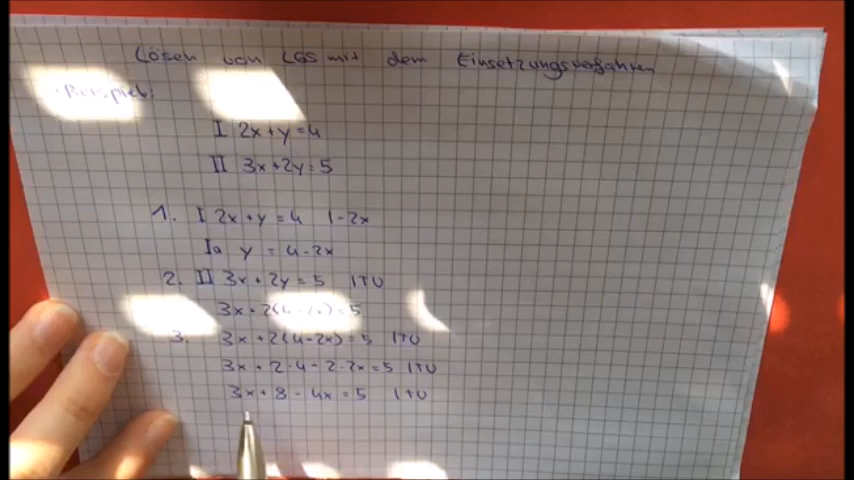 Lösen von LGS mit dem Einsetzungsverfahren
Beispiel:
I 2x+y=4
II 3x+2y=5
1. I 2x+y=4 |-2x
Ia y = 4-2x
2. II 3x+2y=5 |TU
3x+2(4-2x)=5
3. 3x+2(4-2x)=5 |TU
3x+2·4-2·2x=5 |TU
3x+8-4x=5 |TU